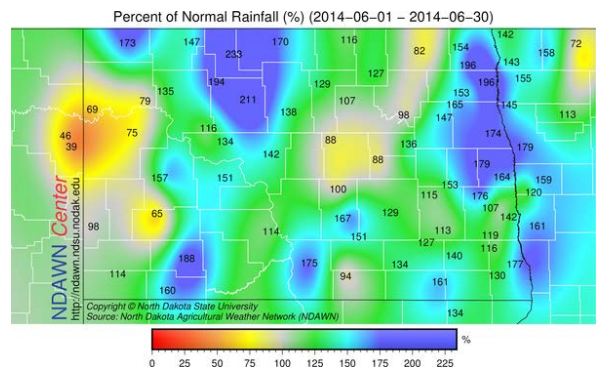 Percent of Normal Rainfall (%) (2014-06-01 - 2014-06-30)
173 147 233 170 116 82 154 142 143 158 72
194 127 196 196 155
135 211 129 153
69 79 138 107 165 145 113
116 98 147
46 39 75 134 88 136 174 179
142 88
157 151 179 164 159
100 153 120
115 176
65 167 129 107 142
98 114 113 119 161
151 127 116
188 175 134 140 177
114 94 130
160 161
134
NDAWN Center
http://ndawn.ndsu.nodak.edu
Copyright © North Dakota State University
Source: North Dakota Agricultural Weather Network (NDAWN)
%
0 25 50 75 100 125 150 175 200 225